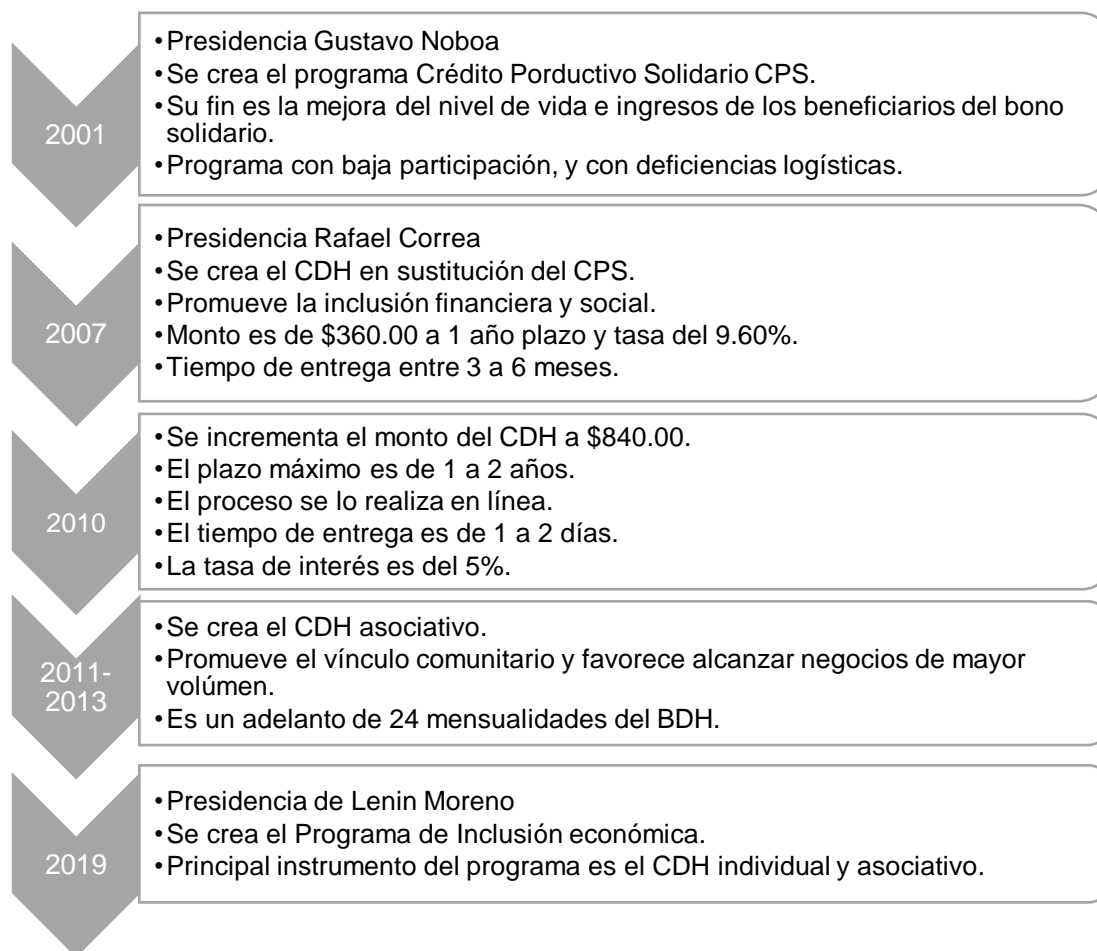 2001
•Presidencia Gustavo Noboa
•Se crea el programa Crédito Porductivo Solidario CPS.
•Su fin es la mejora del nivel de vida e ingresos de los beneficiarios del bono
solidario.
•Programa con baja participación, y con deficiencias logísticas.
2007
•Presidencia Rafael Correa
•Se crea el CDH en sustitución del CPS.
•Promueve la inclusión financiera y social.
•Monto es de $360.00 a 1 año plazo y tasa del 9.60%.
•Tiempo de entrega entre 3 a 6 meses.
2010
•Se incrementa el monto del CDH a $840.00.
•El plazo máximo es de 1 a 2 años.
•El proceso se lo realiza en línea.
•El tiempo de entrega es de 1 a 2 días.
•La tasa de interés es del 5%.
2011-
2013
•Se crea el CDH asociativo.
•Promueve el vínculo comunitario y favorece alcanzar negocios de mayor
volúmen.
•Es un adelanto de 24 mensualidades del BDH.
2019
•Presidencia de Lenin Moreno
•Se crea el Programa de Inclusión económica.
•Principal instrumento del programa es el CDH individual y asociativo.